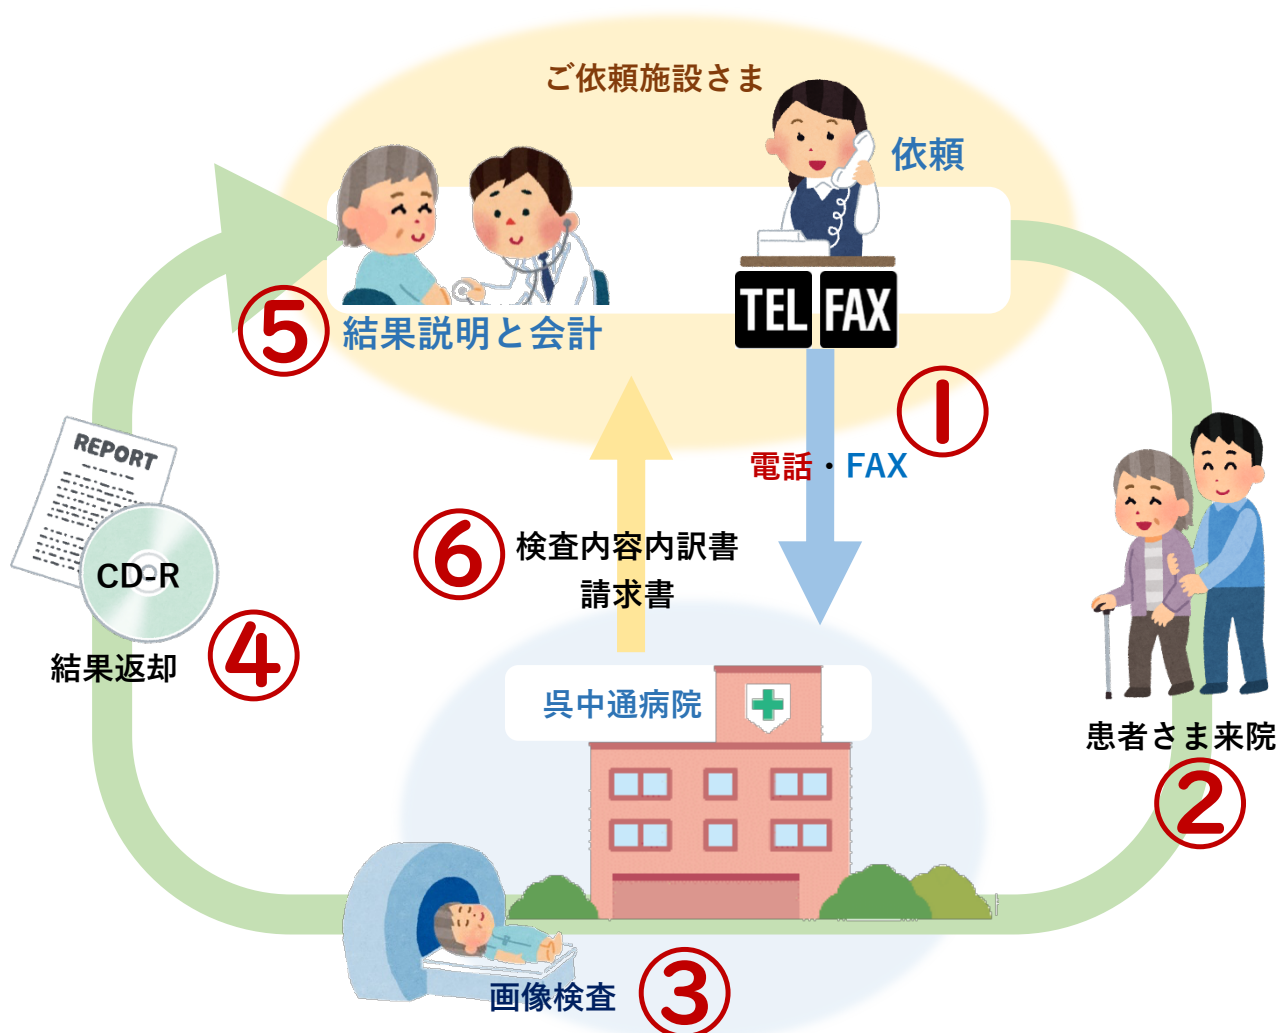 ご依頼施設さま
依頼
TEL FAX
①
電話・FAX
患者さま来院
②
呉中通病院
画像検査
③
REPORT
CD-R
結果返却
④
⑤
結果説明と会計
⑥
検査内容内訳書
請求書